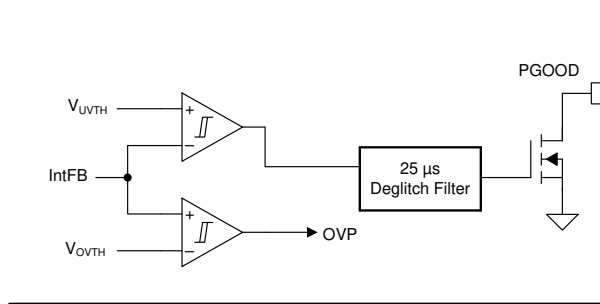 PGOOD
VUVTH
+
−
IntFB
25 µs
Deglitch Filter
+
−
VOVTH
OVP